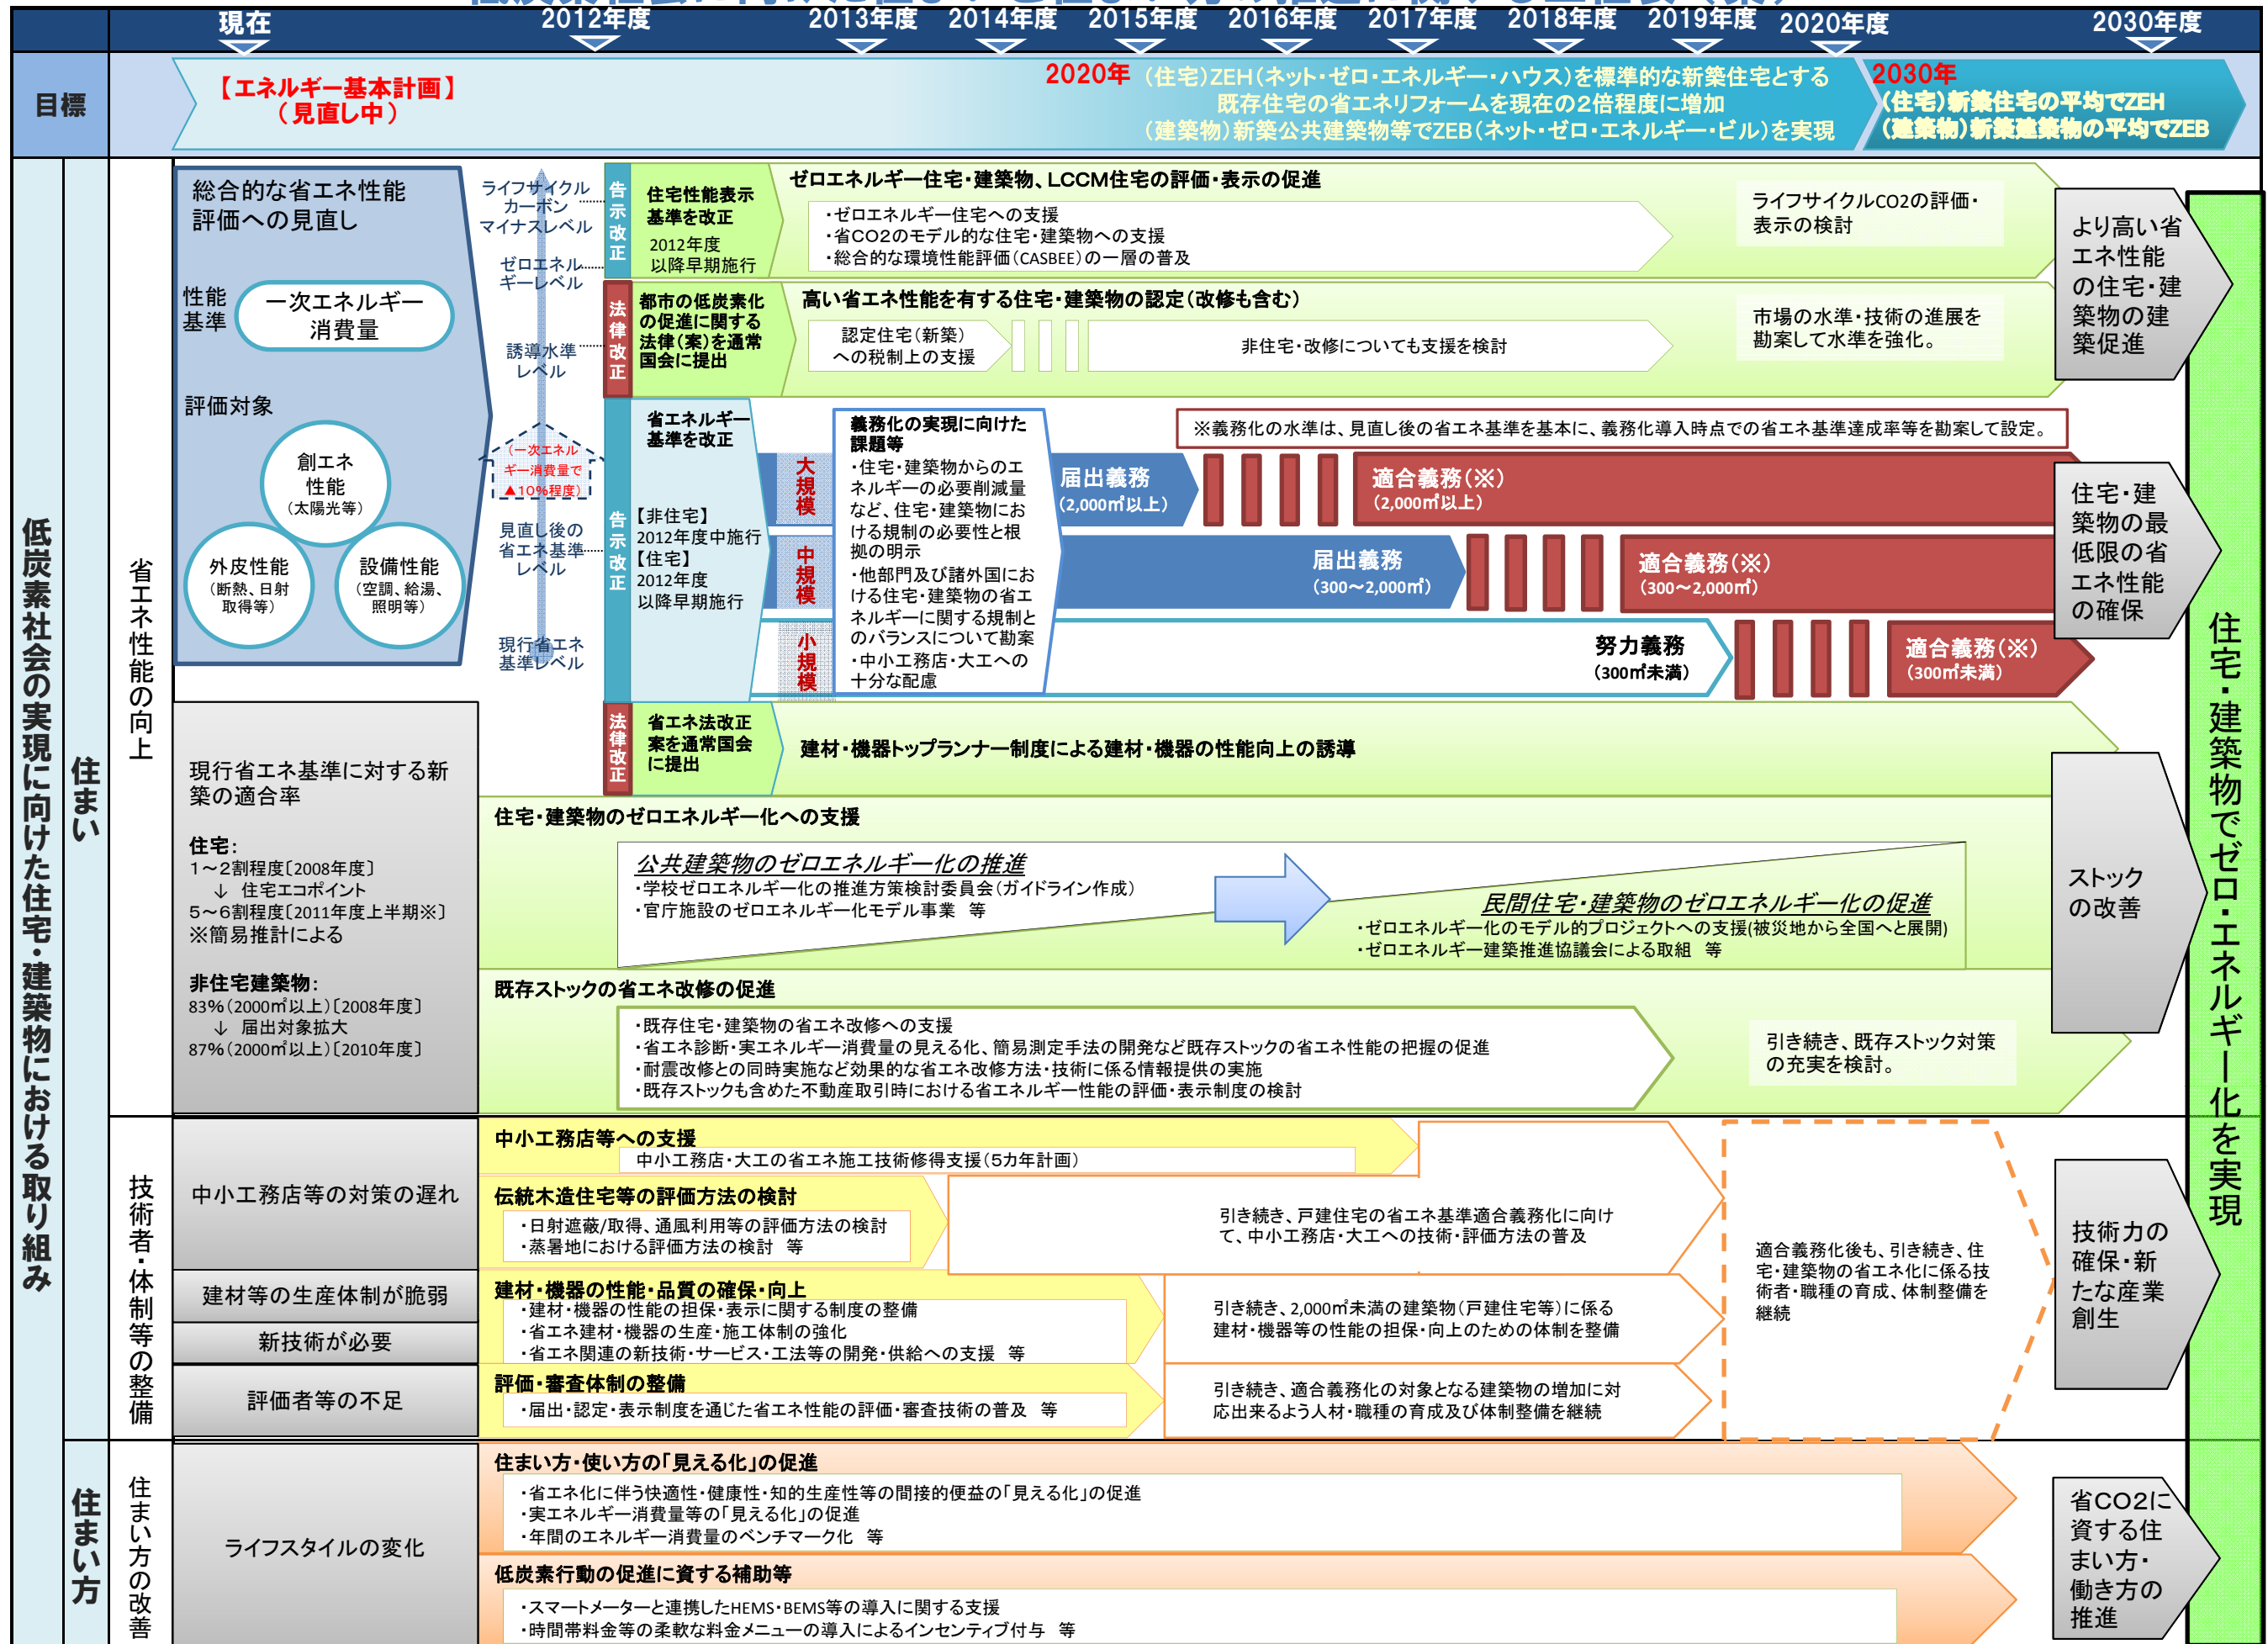 現在
2012年度
2013年度
2014年度
2015年度
2016年度
2017年度
2018年度
2019年度
2020年度
2030年度
目標
【エネルギー基本計画】
（見直し中）
2020年 （住宅）ZEH（ネット・ゼロ・エネルギー・ハウス）を標準的な新築住宅とする
既存住宅の省エネリフォームを現在の2倍程度に増加
（建築物）新築公共建築物等でZEB（ネット・ゼロ・エネルギー・ビル）を実現
2030年
（住宅）新築住宅の平均でZEH
（建築物）新築建築物の平均でZEB
低炭素社会の実現に向けた住宅・建築物における取り組み
住まい
省エネ性能の向上
総合的な省エネ性能
評価への見直し
性能
基準
一次エネルギー
消費量
評価対象
創エネ
性能
（太陽光等）
外皮性能
（断熱、日射
取得等）
設備性能
（空調、給湯、
照明等）
ライフサイクル
カーボン
マイナスレベル
ゼロエネル
ギーレベル
誘導水準
レベル
（一次エネル
ギー消費量で
▲10%程度）
見直し後の
省エネ基準
レベル
現行省エネ
基準レベル
告示改正
住宅性能表示
基準を改正
2012年度
以降早期施行
ゼロエネルギー住宅・建築物、LCCM住宅の評価・表示の促進
・ゼロエネルギー住宅への支援
・省CO2のモデル的な住宅・建築物への支援
・総合的な環境性能評価（CASBEE）の一層の普及
ライフサイクルCO2の評価・
表示の検討
法律改正
都市の低炭素化
の促進に関する
法律（案）を通常
国会に提出
高い省エネ性能を有する住宅・建築物の認定（改修も含む）
認定住宅（新築）
への税制上の支援
非住宅・改修についても支援を検討
市場の水準・技術の進展を
勘案して水準を強化。
より高い省
エネ性能
の住宅・建
築物の建
築促進
告示改正
省エネルギー
基準を改正
【非住宅】
2012年度中施行
【住宅】
2012年度
以降早期施行
大規模
中規模
小規模
義務化の実現に向けた
課題等
・住宅・建築物からのエ
ネルギーの必要削減量
など、住宅・建築物にお
ける規制の必要性と根
拠の明示
・他部門及び諸外国にお
ける住宅・建築物の省エ
ネルギーに関する規制と
のバランスについて勘案
・中小工務店・大工への
十分な配慮
※義務化の水準は、見直し後の省エネ基準を基本に、義務化導入時点での省エネ基準達成率等を勘案して設定。
届出義務
（2,000㎡以上）
適合義務（※）
（2,000㎡以上）
届出義務
（300～2,000㎡）
適合義務（※）
（300～2,000㎡）
努力義務
（300㎡未満）
適合義務（※）
（300㎡未満）
住宅・建
築物の最
低限の省
エネ性能
の確保
法律改正
省エネ法改正
案を通常国会
に提出
建材・機器トップランナー制度による建材・機器の性能向上の誘導
現行省エネ基準に対する新
築の適合率
住宅：
1～2割程度〔2008年度〕
↓ 住宅エコポイント
5～6割程度〔2011年度上半期※〕
※簡易推計による
非住宅建築物：
83%（2000㎡以上）〔2008年度〕
↓ 届出対象拡大
87%（2000㎡以上）〔2010年度〕
住宅・建築物のゼロエネルギー化への支援
公共建築物のゼロエネルギー化の推進
・学校ゼロエネルギー化の推進方策検討委員会（ガイドライン作成）
・官庁施設のゼロエネルギー化モデル事業 等
民間住宅・建築物のゼロエネルギー化の促進
・ゼロエネルギー化のモデル的プロジェクトへの支援(被災地から全国へと展開)
・ゼロエネルギー建築推進協議会による取組 等
既存ストックの省エネ改修の促進
・既存住宅・建築物の省エネ改修への支援
・省エネ診断・実エネルギー消費量の見える化、簡易測定手法の開発など既存ストックの省エネ性能の把握の促進
・耐震改修との同時実施など効果的な省エネ改修方法・技術に係る情報提供の実施
・既存ストックも含めた不動産取引時における省エネルギー性能の評価・表示制度の検討
引き続き、既存ストック対策
の充実を検討。
ストック
の改善
住宅・建築物でゼロ・エネルギー化を実現
技術者・体制等の整備
中小工務店等の対策の遅れ
建材等の生産体制が脆弱
新技術が必要
評価者等の不足
中小工務店等への支援
中小工務店・大工の省エネ施工技術修得支援（5カ年計画）
伝統木造住宅等の評価方法の検討
・日射遮蔽/取得、通風利用等の評価方法の検討
・蒸暑地における評価方法の検討 等
引き続き、戸建住宅の省エネ基準適合義務化に向け
て、中小工務店・大工への技術・評価方法の普及
建材・機器の性能・品質の確保・向上
・建材・機器の性能の担保・表示に関する制度の整備
・省エネ建材・機器の生産・施工体制の強化
・省エネ関連の新技術・サービス・工法等の開発・供給への支援 等
引き続き、2,000㎡未満の建築物（戸建住宅等）に係る
建材・機器等の性能の担保・向上のための体制を整備
評価・審査体制の整備
・届出・認定・表示制度を通じた省エネ性能の評価・審査技術の普及 等
引き続き、適合義務化の対象となる建築物の増加に対
応出来るよう人材・職種の育成及び体制整備を継続
適合義務化後も、引き続き、住
宅・建築物の省エネ化に係る技
術者・職種の育成、体制整備を
継続
技術力の
確保・新
たな産業
創生
住まい方
住まい方の改善
ライフスタイルの変化
住まい方・使い方の「見える化」の促進
・省エネ化に伴う快適性・健康性・知的生産性等の間接的便益の「見える化」の促進
・実エネルギー消費量等の「見える化」の促進
・年間のエネルギー消費量のベンチマーク化 等
低炭素行動の促進に資する補助等
・スマートメーターと連携したHEMS・BEMS等の導入に関する支援
・時間帯料金等の柔軟な料金メニューの導入によるインセンティブ付与 等
省CO2に
資する住
まい方・
働き方の
推進